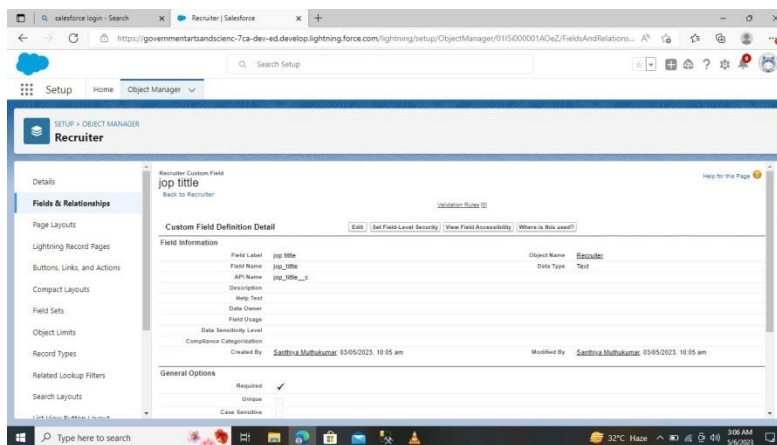 salesforce login - Search
Recruiter | Salesforce
https://governmentartsandscienc-7ca-dev-ed.develop.lightning.force.com/lightning/setup/ObjectManager/01I5i000001AOeZ/FieldsAndRelations...
Search Setup
Setup Home Object Manager
SETUP > OBJECT MANAGER
Recruiter
Details
Fields & Relationships
Page Layouts
Lightning Record Pages
Buttons, Links, and Actions
Compact Layouts
Field Sets
Object Limits
Record Types
Related Lookup Filters
Search Layouts
List View Button Layout
Recruiter Custom Field
jop tittle
Help for this Page
Back to Recruiter
Validation Rules [0]
Custom Field Definition Detail Edit Set Field-Level Security View Field Accessibility Where is this used?
Field Information
Field Label jop tittle Object Name Recruiter
Field Name jop_tittle Data Type Text
API Name jop_tittle__c
Description
Help Text
Data Owner
Field Usage
Data Sensitivity Level
Compliance Categorization
Created By Santhiya Muthukumar, 03/05/2023, 10:05 am Modified By Santhiya Muthukumar, 03/05/2023, 10:05 am
General Options
Required ✓
Unique
Case Sensitive
Type here to search
32°C Haze
3:06 AM
5/6/2023